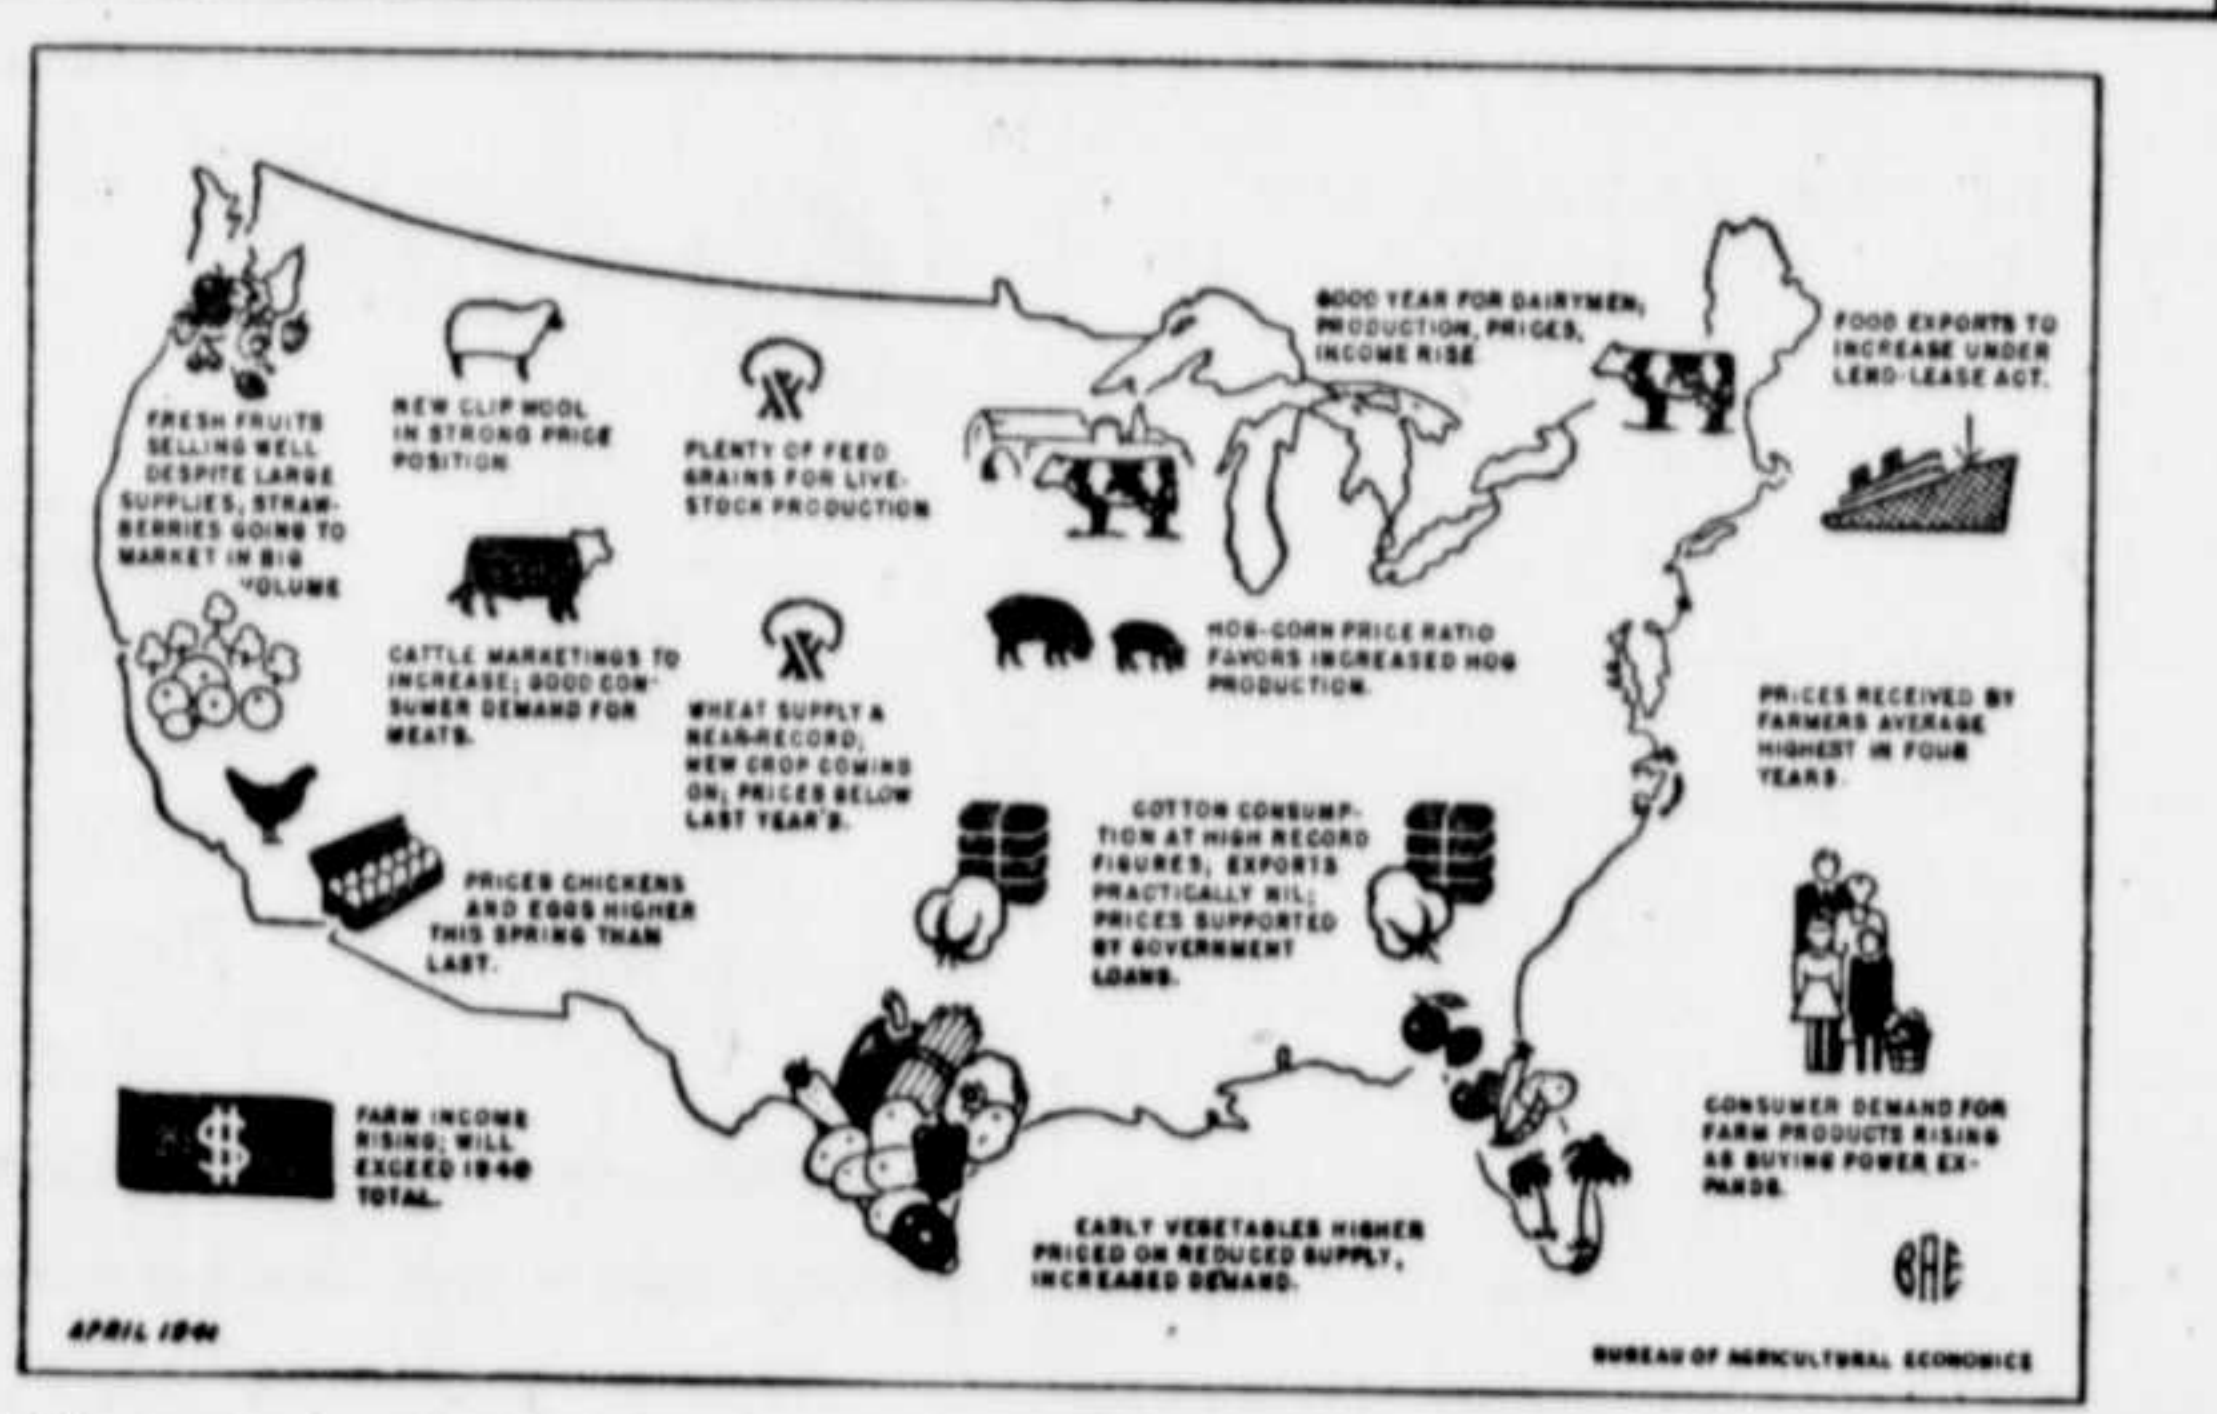 GOOD YEAR FOR DAIRYMEN;
PRODUCTION, PRICES,
INCOME RISE
FOOD EXPORTS TO
INCREASE UNDER
LEND-LEASE ACT.
FRESH FRUITS
SELLING WELL
DESPITE LARGE
SUPPLIES, STRAW-
BERRIES GOING TO
MARKET IN BIG
VOLUME
NEW CLIP WOOL
IN STRONG PRICE
POSITION
PLENTY OF FEED
GRAINS FOR LIVE-
STOCK PRODUCTION
CATTLE MARKETINGS TO
INCREASE; GOOD CON-
SUMER DEMAND FOR
MEATS.
WHEAT SUPPLY A
NEAR-RECORD;
NEW CROP COMING
ON; PRICES BELOW
LAST YEAR'S.
HOG-CORN PRICE RATIO
FAVORS INCREASED HOG
PRODUCTION.
PRICES RECEIVED BY
FARMERS AVERAGE
HIGHEST IN FOUR
YEARS.
PRICES CHICKENS
AND EGGS HIGHER
THIS SPRING THAN
LAST.
COTTON CONSUMP-
TION AT HIGH RECORD
FIGURES; EXPORTS
PRACTICALLY NIL;
PRICES SUPPORTED
BY GOVERNMENT
LOANS.
$
FARM INCOME
RISING; WILL
EXCEED 1940
TOTAL.
EARLY VEGETABLES HIGHER
PRICED ON REDUCED SUPPLY,
INCREASED DEMAND.
CONSUMER DEMAND FOR
FARM PRODUCTS RISING
AS BUYING POWER EX-
PANDS.
BAE
APRIL
BUREAU OF AGRICULTURAL ECONOMICS